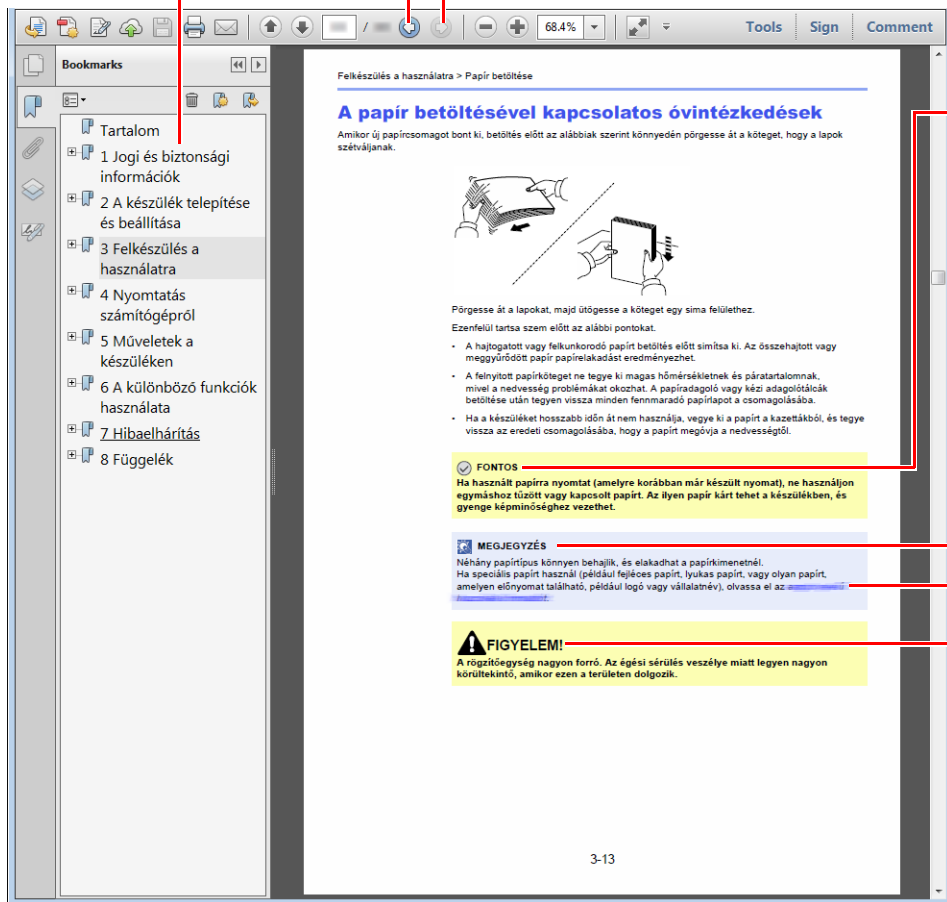 /
68.4%
Tools
Sign
Comment
Bookmarks
Tartalom
1 Jogi és biztonsági
információk
2 A készülék telepítése
és beállítása
3 Felkészülés a
használatra
4 Nyomtatás
számítógépről
5 Műveletek a
készüléken
6 A különböző funkciók
használata
7 Hibaelhárítás
8 Függelék
Felkészülés a használatra > Papír betöltése
A papír betöltésével kapcsolatos óvintézkedések
Amikor új papírcsomagot bont ki, betöltés előtt az alábbiak szerint könnyedén pörgesse át a köteget, hogy a lapok
szétváljanak.
Pörgesse át a lapokat, majd ütögesse a köteget egy sima felülethez.
Ezenfelül tartsa szem előtt az alábbi pontokat.
• A hajtogatott vagy felkunkorodó papírt betöltés előtt simítsa ki. Az összehajtott vagy
meggyűrődött papír papírelakadást eredményezhet.
• A felnyitott papírköteget ne tegye ki magas hőmérsékletnek és páratartalomnak,
mivel a nedvesség problémákat okozhat. A papíradagoló vagy kézi adagolótálcák
betöltése után tegyen vissza minden fennmaradó papírlapot a csomagolásába.
• Ha a készüléket hosszabb időn át nem használja, vegye ki a papírt a kazettákból, és tegye
vissza az eredeti csomagolásába, hogy a papírt megóvja a nedvességtől.
FONTOS
Ha használt papírra nyomtat (amelyre korábban már készült nyomat), ne használjon
egymáshoz tűzött vagy kapcsolt papírt. Az ilyen papír kárt tehet a készülékben, és
gyenge képminőséghez vezethet.
MEGJEGYZÉS
Néhány papírtípus könnyen behajlik, és elakadhat a papírkimenetnél.
Ha speciális papírt használ (például fejléces papírt, lyukas papírt, vagy olyan papírt,
amelyen előnyomat található, például logó vagy vállalatnév), olvassa el az
FIGYELEM!
A rögzítőegység nagyon forró. Az égési sérülés veszélye miatt legyen nagyon
körültekintő, amikor ezen a területen dolgozik.
3-13